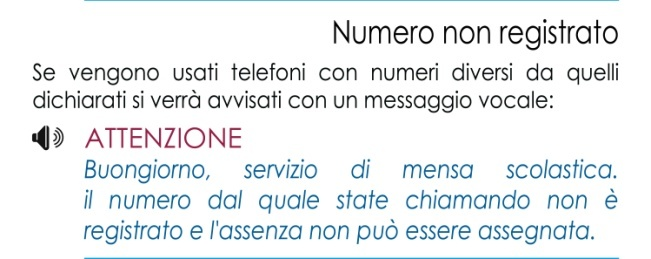 Numero non registrato
Se vengono usati telefoni con numeri diversi da quelli
dichiarati si verrà avvisati con un messaggio vocale:
ATTENZIONE
Buongiorno, servizio di mensa scolastica.
il numero dal quale state chiamando non è
registrato e l'assenza non può essere assegnata.